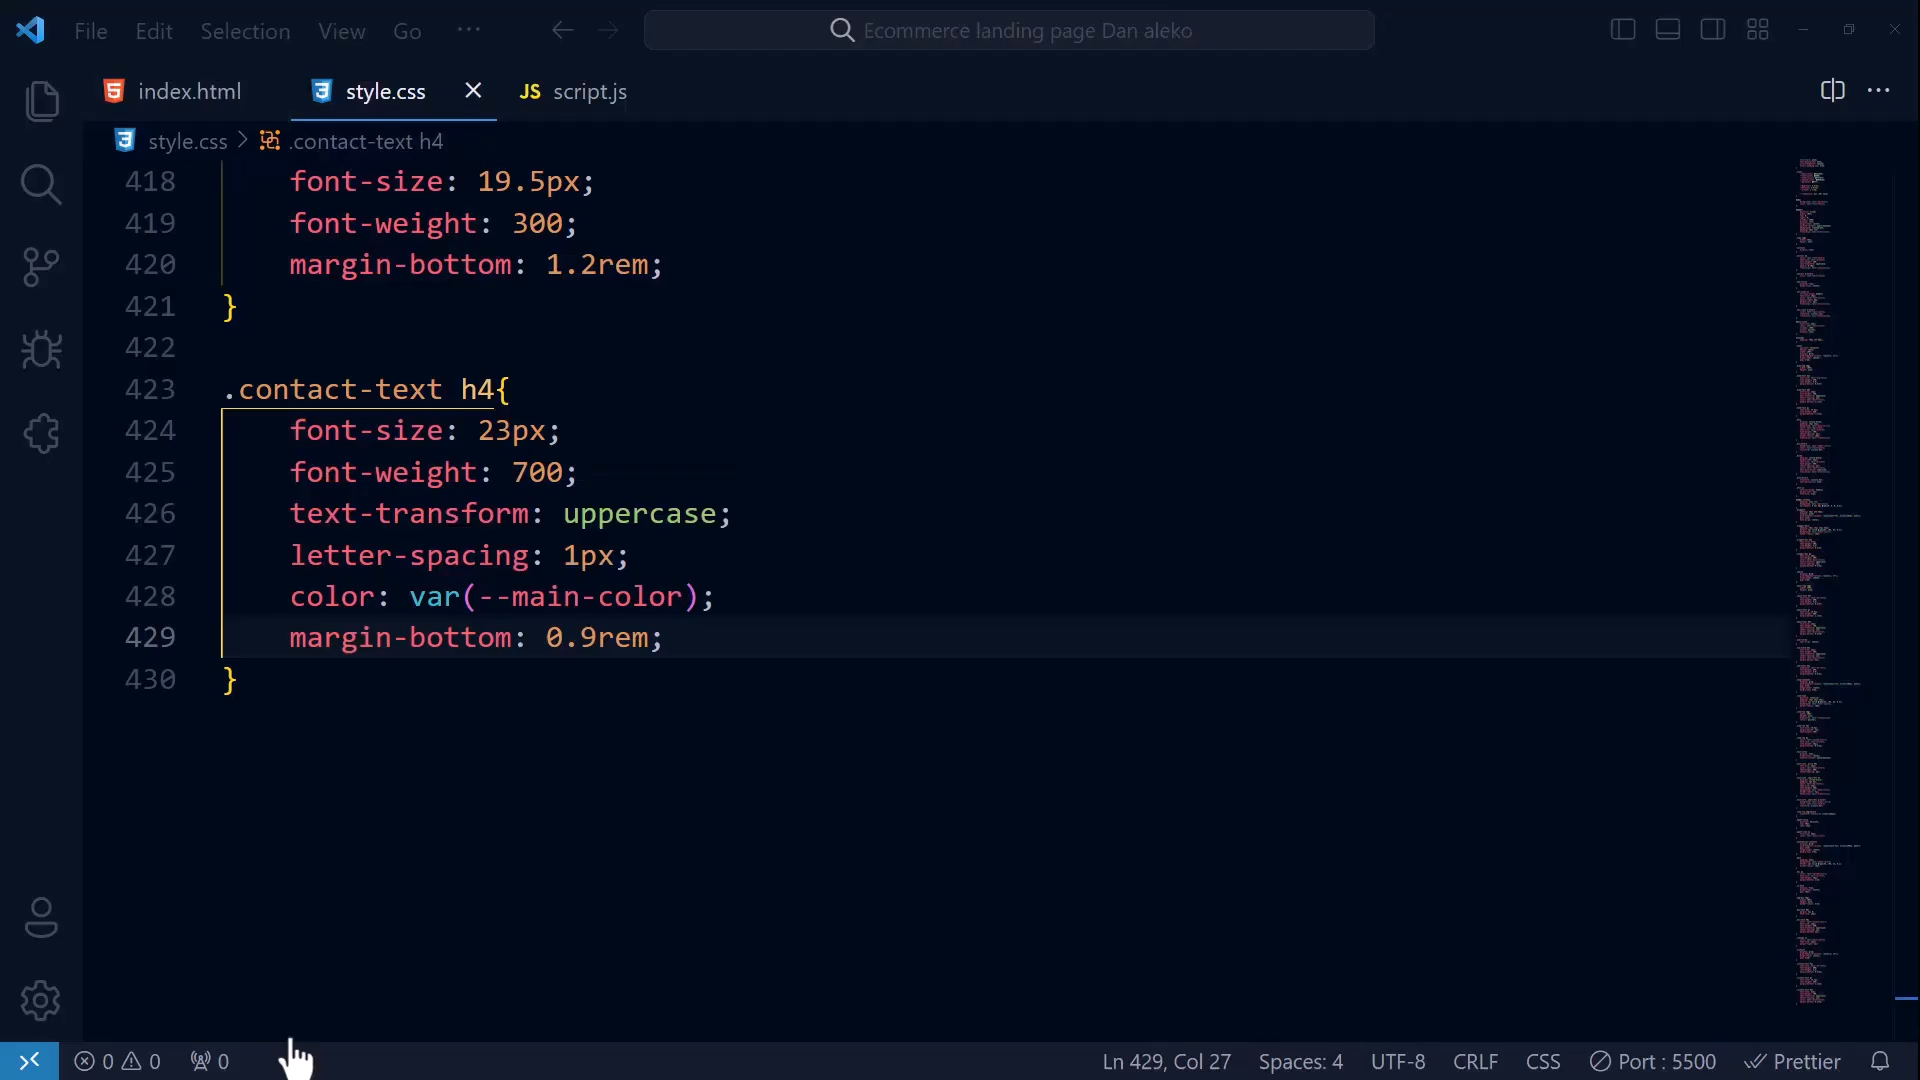 File Edit Selection View Go ··· Ecommerce landing page Dan aleko
index.html style.css JS script.js
style.css > .contact-text h4
418 font-size: 19.5px;
419 font-weight: 300;
420 margin-bottom: 1.2rem;
421 }
422
423 .contact-text h4{
424 font-size: 23px;
425 font-weight: 700;
426 text-transform: uppercase;
427 letter-spacing: 1px;
428 color: var(--main-color);
429 margin-bottom: 0.9rem;
430 }
0 0 0 Ln 429, Col 27 Spaces: 4 UTF-8 CRLF CSS Port : 5500 Prettier